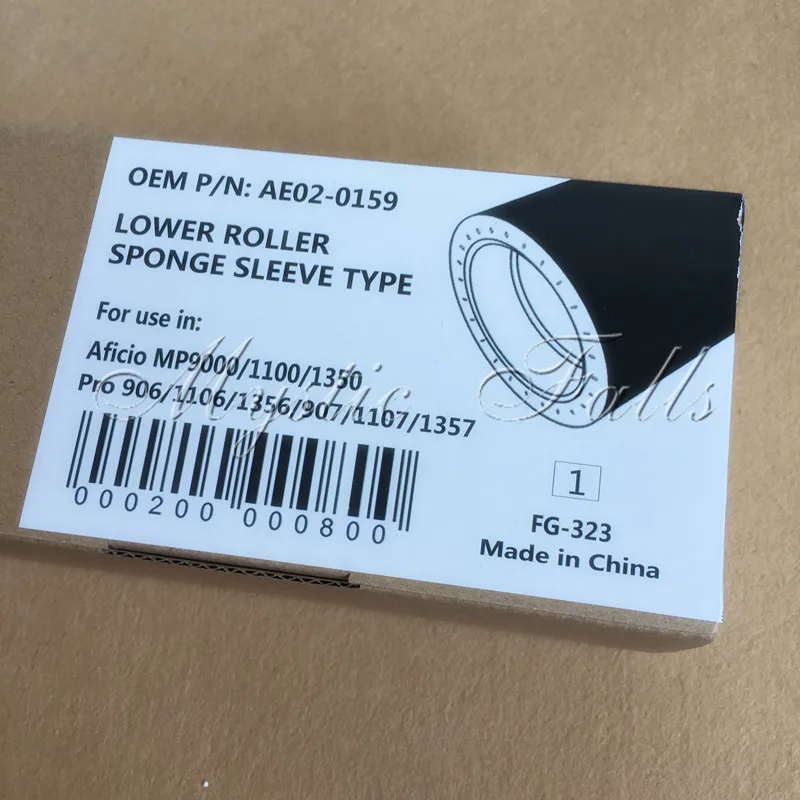 OEM P/N: AE02-0159
LOWER ROLLER
SPONGE SLEEVE TYPE
For use in:
Aficio MP9000/1100/1350
Pro 906/1106/1356/907/1107/1357
Mystic Falls
000200 000800
1
FG-323
Made in China